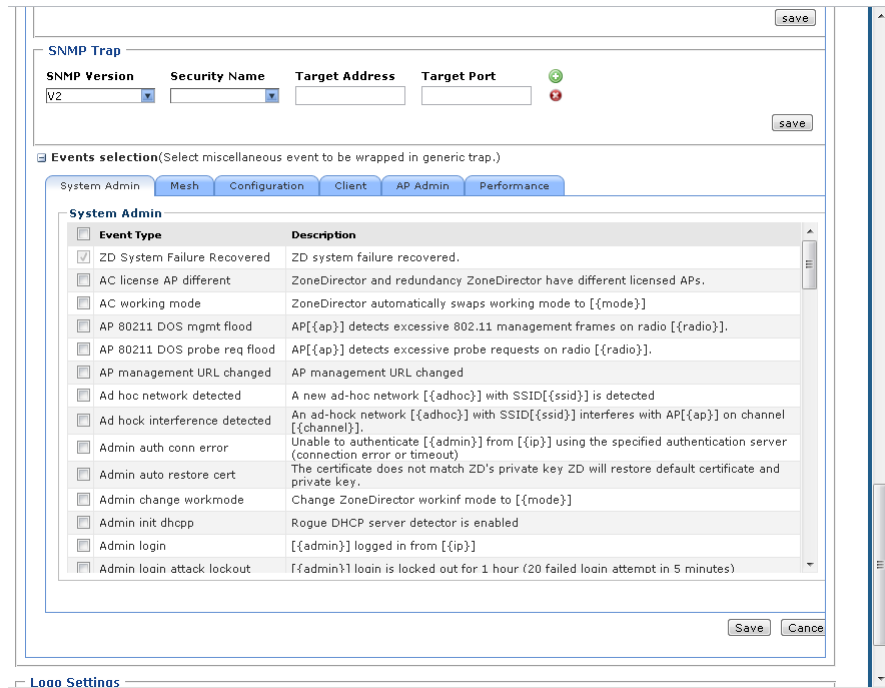 save
SNMP Trap
SNMP Version Security Name Target Address Target Port
V2
save
Events selection(Select miscellaneous event to be wrapped in generic trap.)
System Admin Mesh Configuration Client AP Admin Performance
System Admin
Event Type Description
ZD System Failure Recovered ZD system failure recovered.
AC license AP different ZoneDirector and redundancy ZoneDirector have different licensed APs.
AC working mode ZoneDirector automatically swaps working mode to [{mode}]
AP 80211 DOS mgmt flood AP[{ap}] detects excessive 802.11 management frames on radio [{radio}].
AP 80211 DOS probe req flood AP[{ap}] detects excessive probe requests on radio [{radio}].
AP management URL changed AP management URL changed
Ad hoc network detected A new ad-hoc network [{adhoc}] with SSID[{ssid}] is detected
Ad hock interference detected An ad-hock network [{adhoc}] with SSID[{ssid}] interferes with AP[{ap}] on channel
[{channel}].
Admin auth conn error Unable to authenticate [{admin}] from [{ip}] using the specified authentication server
(connection error or timeout)
Admin auto restore cert The certificate does not match ZD's private key ZD will restore default certificate and
private key.
Admin change workmode Change ZoneDirector workinf mode to [{mode}]
Admin init dhcpp Rogue DHCP server detector is enabled
Admin login [{admin}] logged in from [{ip}]
Admin login attack lockout [{admin}] login is locked out for 1 hour (20 failed login attempt in 5 minutes)
Save Cance
Logo Settings